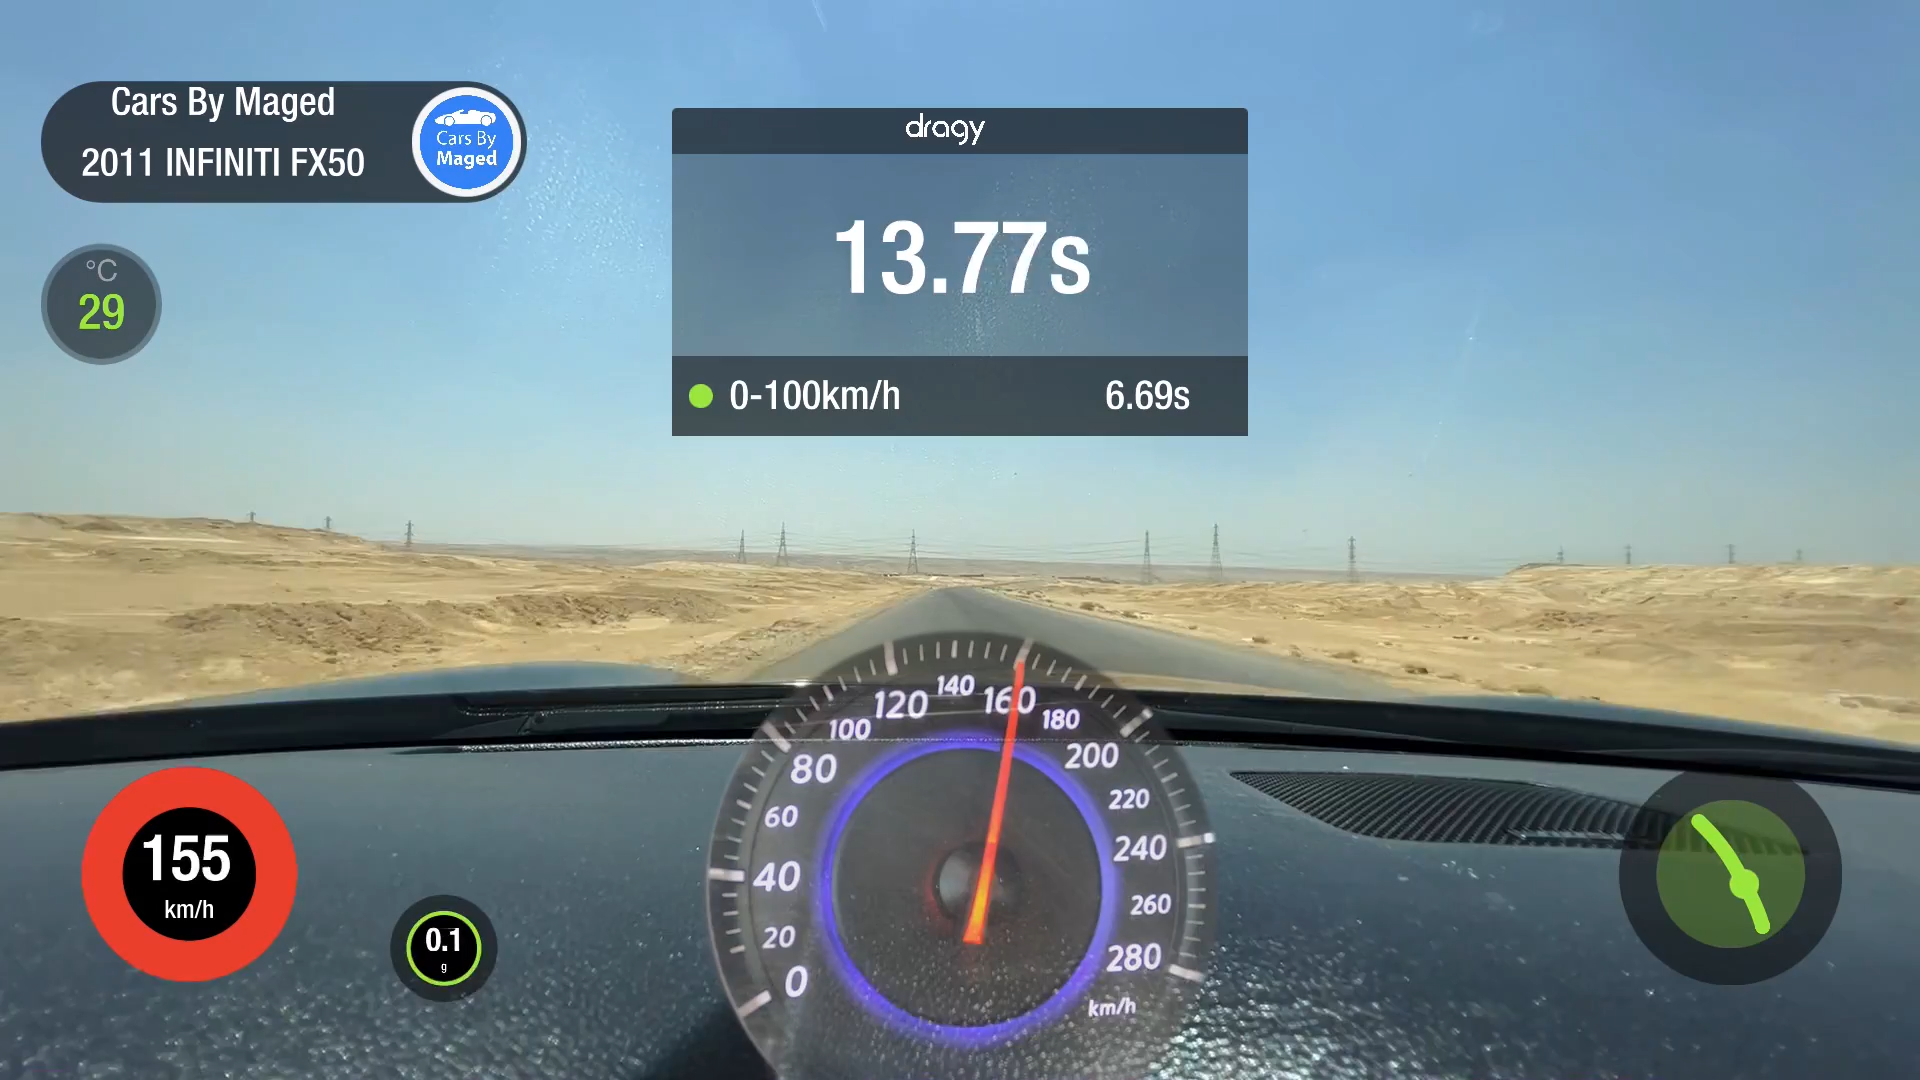 Cars By Maged
2011 INFINITI FX50
Cars By
Maged
°C
29
dragy
13.77s
0-100km/h 6.69s
155
km/h
0.1
g
0
20
40
60
80
100
120
140
160
180
200
220
240
260
280
km/h